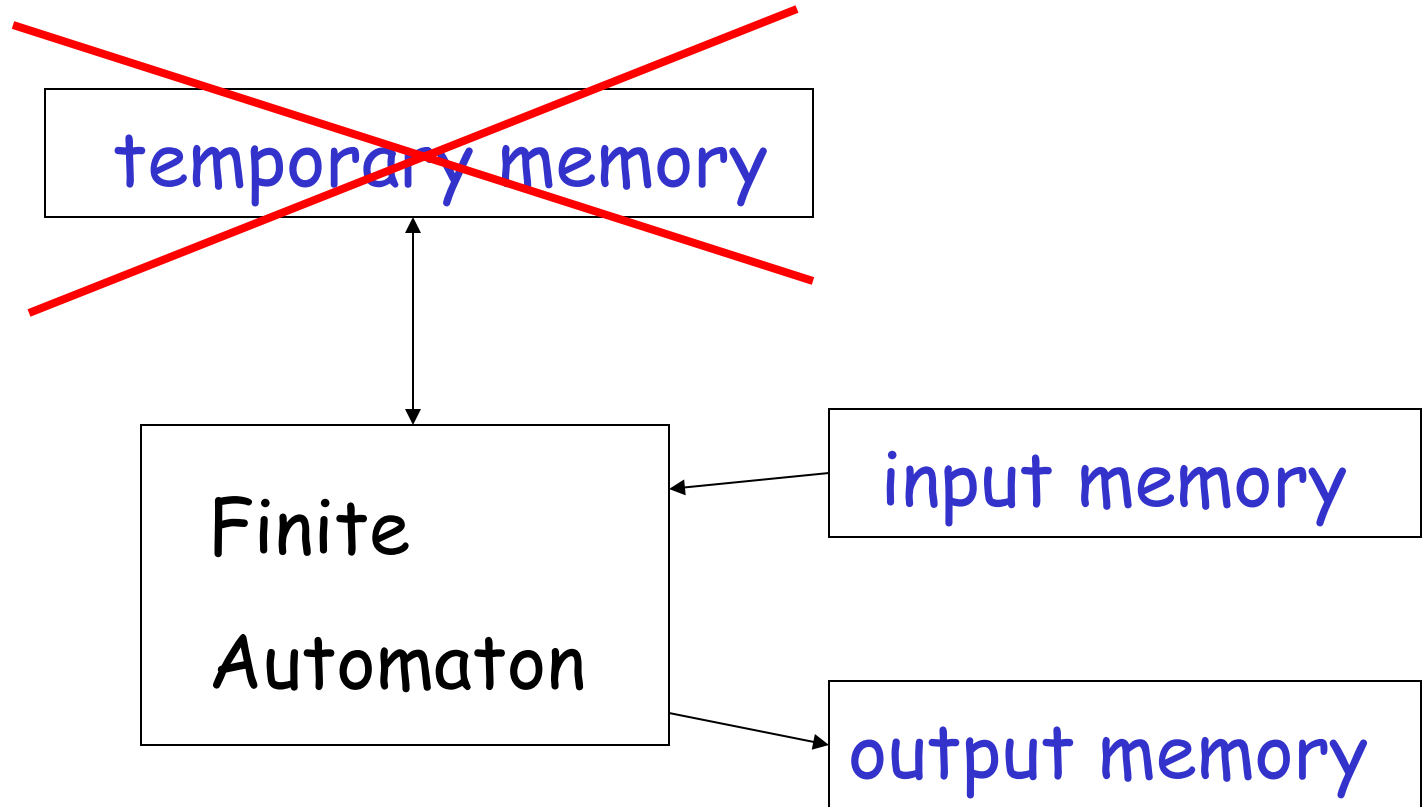 temporary memory
input memory
Finite
Automaton
output memory